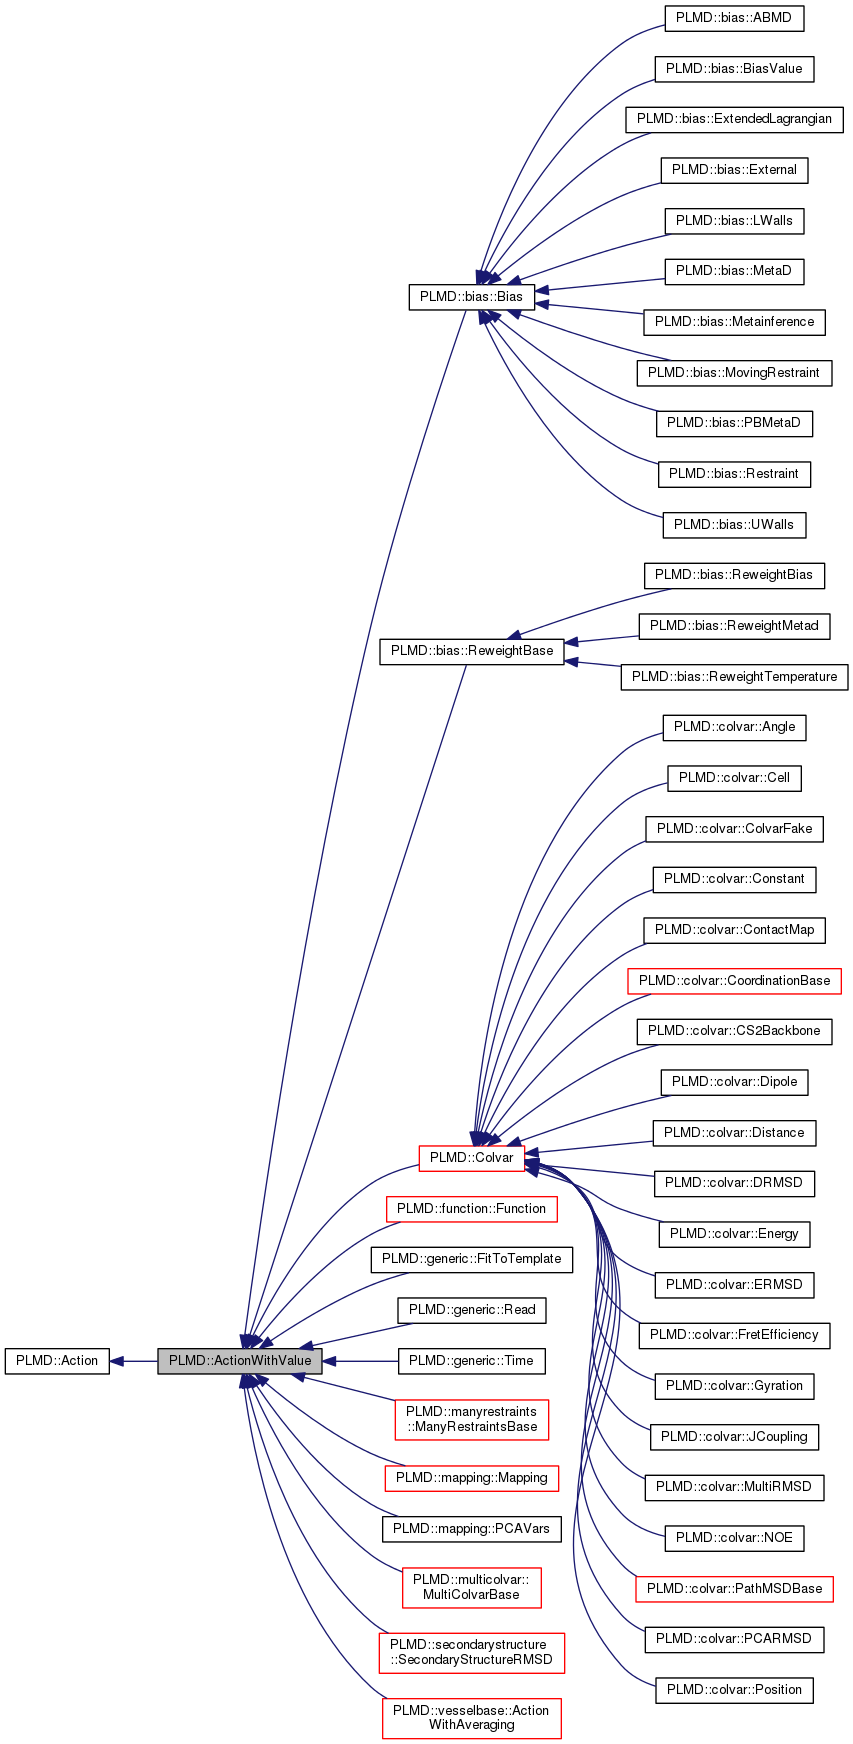 PLMD::bias::ABMD
PLMD::bias::BiasValue
PLMD::bias::ExtendedLagrangian
PLMD::bias::External
PLMD::bias::LWalls
PLMD::bias::MetaD
PLMD::bias::Bias
PLMD::bias::Metainference
PLMD::bias::MovingRestraint
PLMD::bias::PBMetaD
PLMD::bias::Restraint
PLMD::bias::UWalls
PLMD::bias::ReweightBias
PLMD::bias::ReweightMetad
PLMD::bias::ReweightBase
PLMD::bias::ReweightTemperature
PLMD::colvar::Angle
PLMD::colvar::Cell
PLMD::colvar::ColvarFake
PLMD::colvar::Constant
PLMD::colvar::ContactMap
PLMD::colvar::CoordinationBase
PLMD::colvar::CS2Backbone
PLMD::colvar::Dipole
PLMD::colvar::Distance
PLMD::Colvar
PLMD::colvar::DRMSD
PLMD::function::Function
PLMD::colvar::Energy
PLMD::generic::FitToTemplate
PLMD::colvar::ERMSD
PLMD::generic::Read
PLMD::colvar::FretEfficiency
PLMD::Action
PLMD::ActionWithValue
PLMD::generic::Time
PLMD::colvar::Gyration
PLMD::manyrestraints
::ManyRestraintsBase
PLMD::colvar::JCoupling
PLMD::mapping::Mapping
PLMD::colvar::MultiRMSD
PLMD::mapping::PCAVars
PLMD::colvar::NOE
PLMD::multicolvar::
MultiColvarBase
PLMD::colvar::PathMSDBase
PLMD::secondarystructure
::SecondaryStructureRMSD
PLMD::colvar::PCARMSD
PLMD::colvar::Position
PLMD::vesselbase::Action
WithAveraging